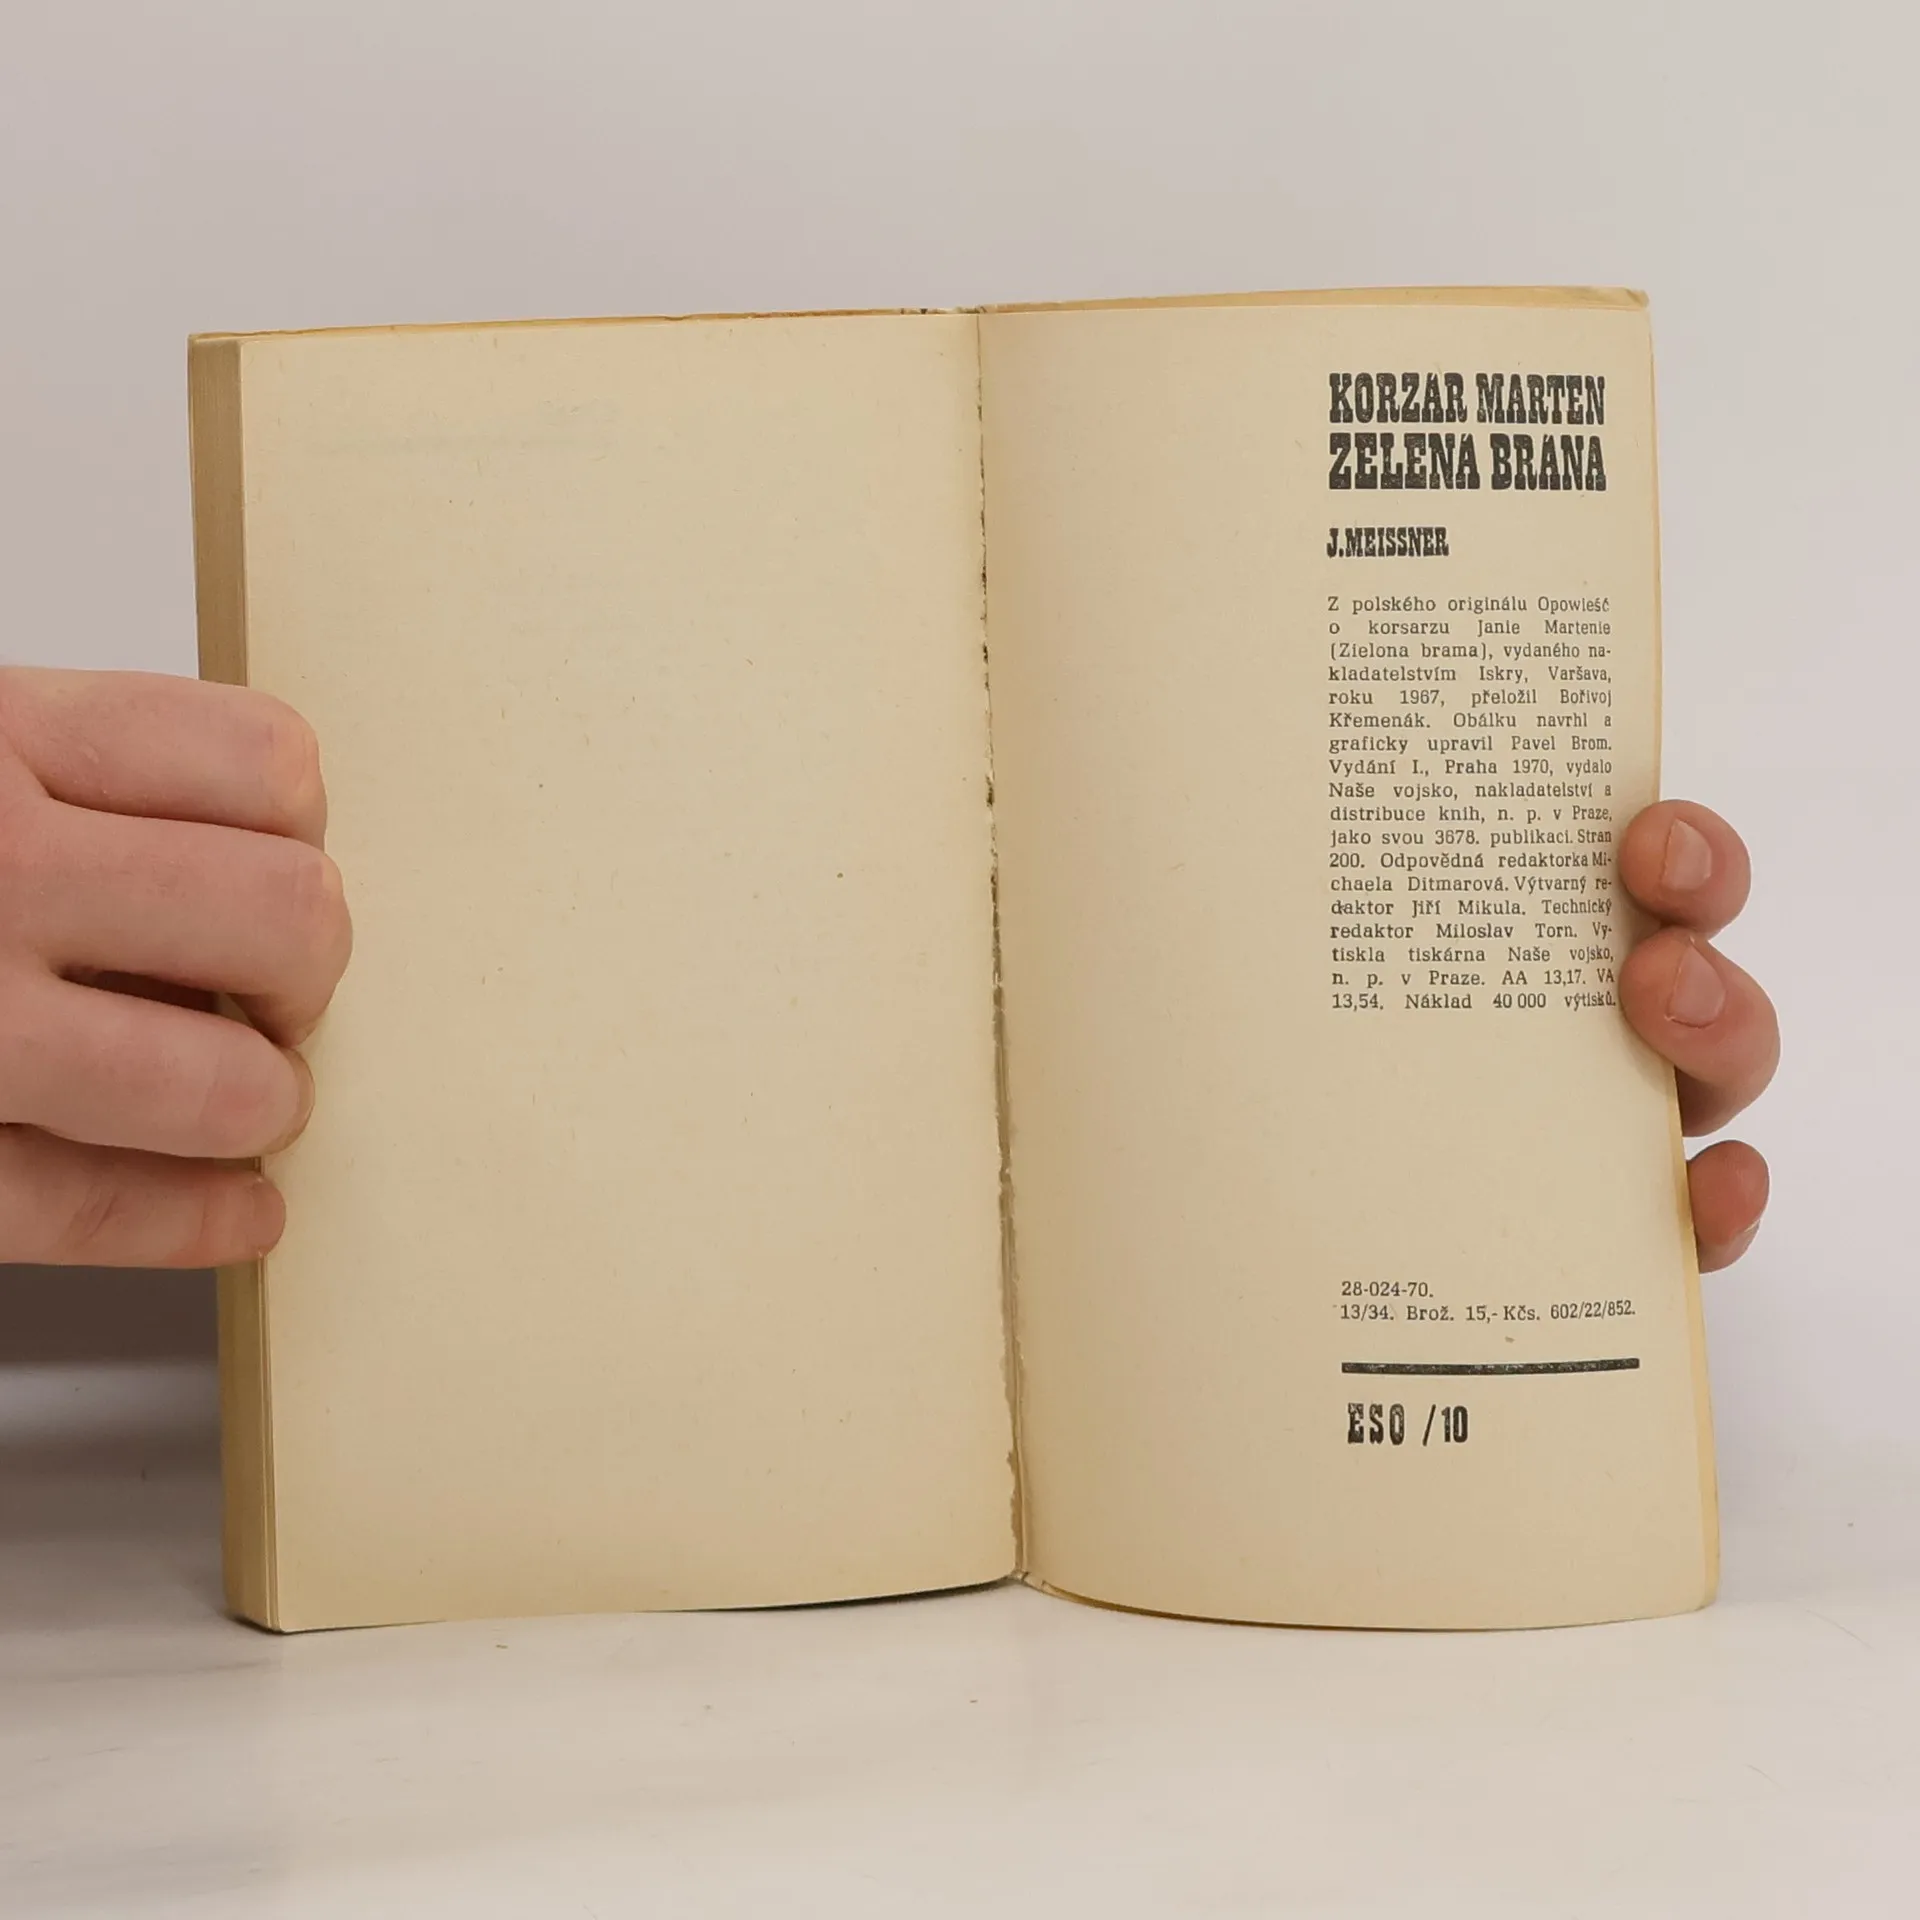 KORZAR MARTEN
ZELENA BRANA
J.MEISSNER
Z polského originálu Opowieść
o korsarzu Janie Martenie
(Zielona brama), vydaného na-
kladatelstvím Iskry, Varšava,
roku 1967, přeložil Bořivoj
Křemenák. Obálku navrhl a
graficky upravil Pavel Brom.
Vydání I., Praha 1970, vydalo
Naše vojsko, nakladatelství a
distribuce knih, n. p. v Praze,
jako svou 3678. publikaci. Stran
200. Odpovědná redaktorka Mi-
chaela Ditmarová. Výtvarný re-
daktor Jiří Mikula. Technický
redaktor Miloslav Torn. Vy-
tiskla tiskárna Naše vojsko,
n. p. v Praze. AA 13,17. VA
13,54. Náklad 40 000 výtisků.
28-024-70.
13/34. Brož. 15,- Kčs. 602/22/852.
ESO /10